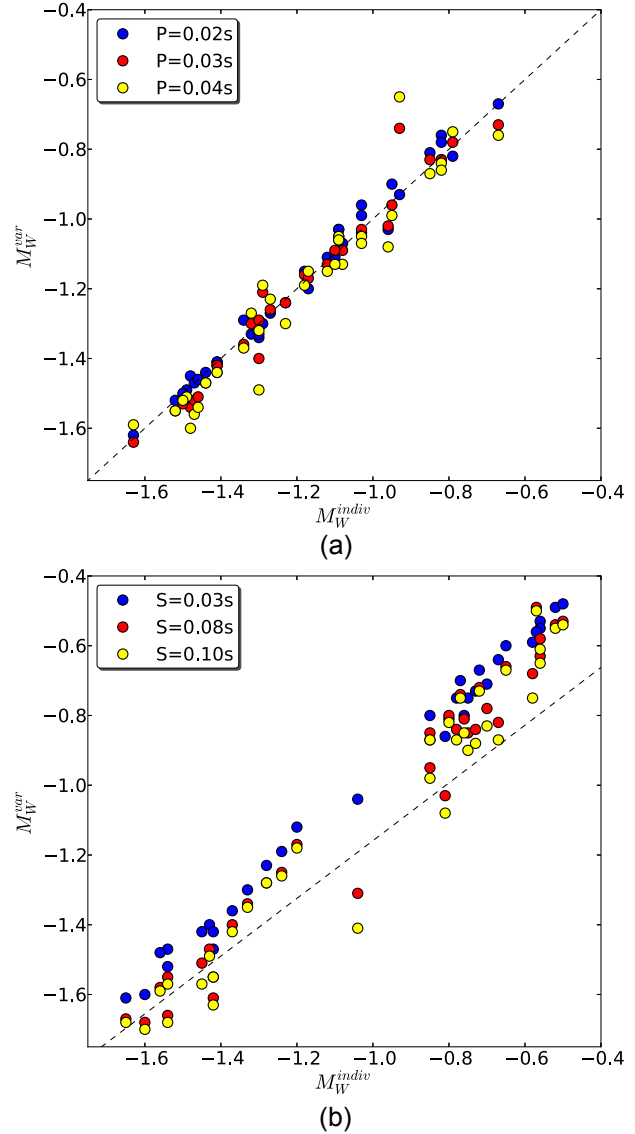 −0.4
−0.6
−0.8
−1.0
−1.2
−1.4
−1.6
M_W^{var}
P=0.02s
P=0.03s
P=0.04s
−1.6 −1.4 −1.2 −1.0 −0.8 −0.6 −0.4
M_W^{indiv}
(a)
−0.4
−0.6
−0.8
−1.0
−1.2
−1.4
−1.6
M_W^{var}
S=0.03s
S=0.08s
S=0.10s
−1.6 −1.4 −1.2 −1.0 −0.8 −0.6 −0.4
M_W^{indiv}
(b)